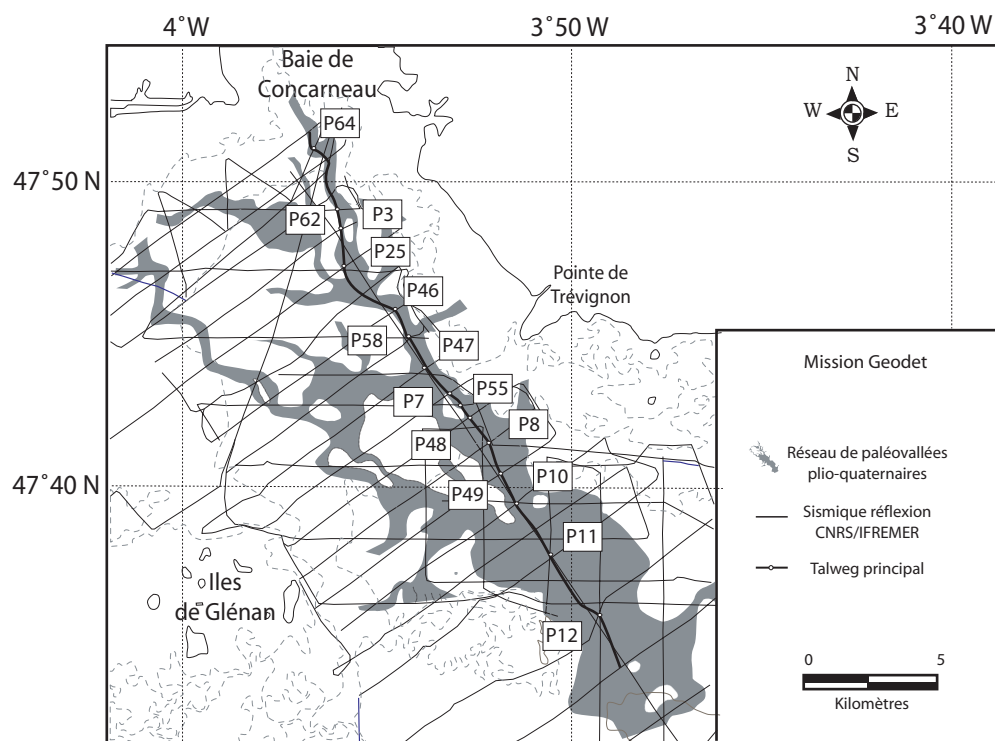 4°W
3°50 W
3°40 W
Baie de
Concarneau
N
W
E
S
P64
47°50 N
P62
P3
P25
Pointe de
Trévignon
P46
P58
P47
Mission Geodet
P55
P7
P8
P48
Réseau de paléovallées
plio-quaternaires
P10
47°40 N
P49
Sismique réflexion
CNRS/IFREMER
P11
Talweg principal
Iles
de Glénan
P12
0
5
Kilomètres